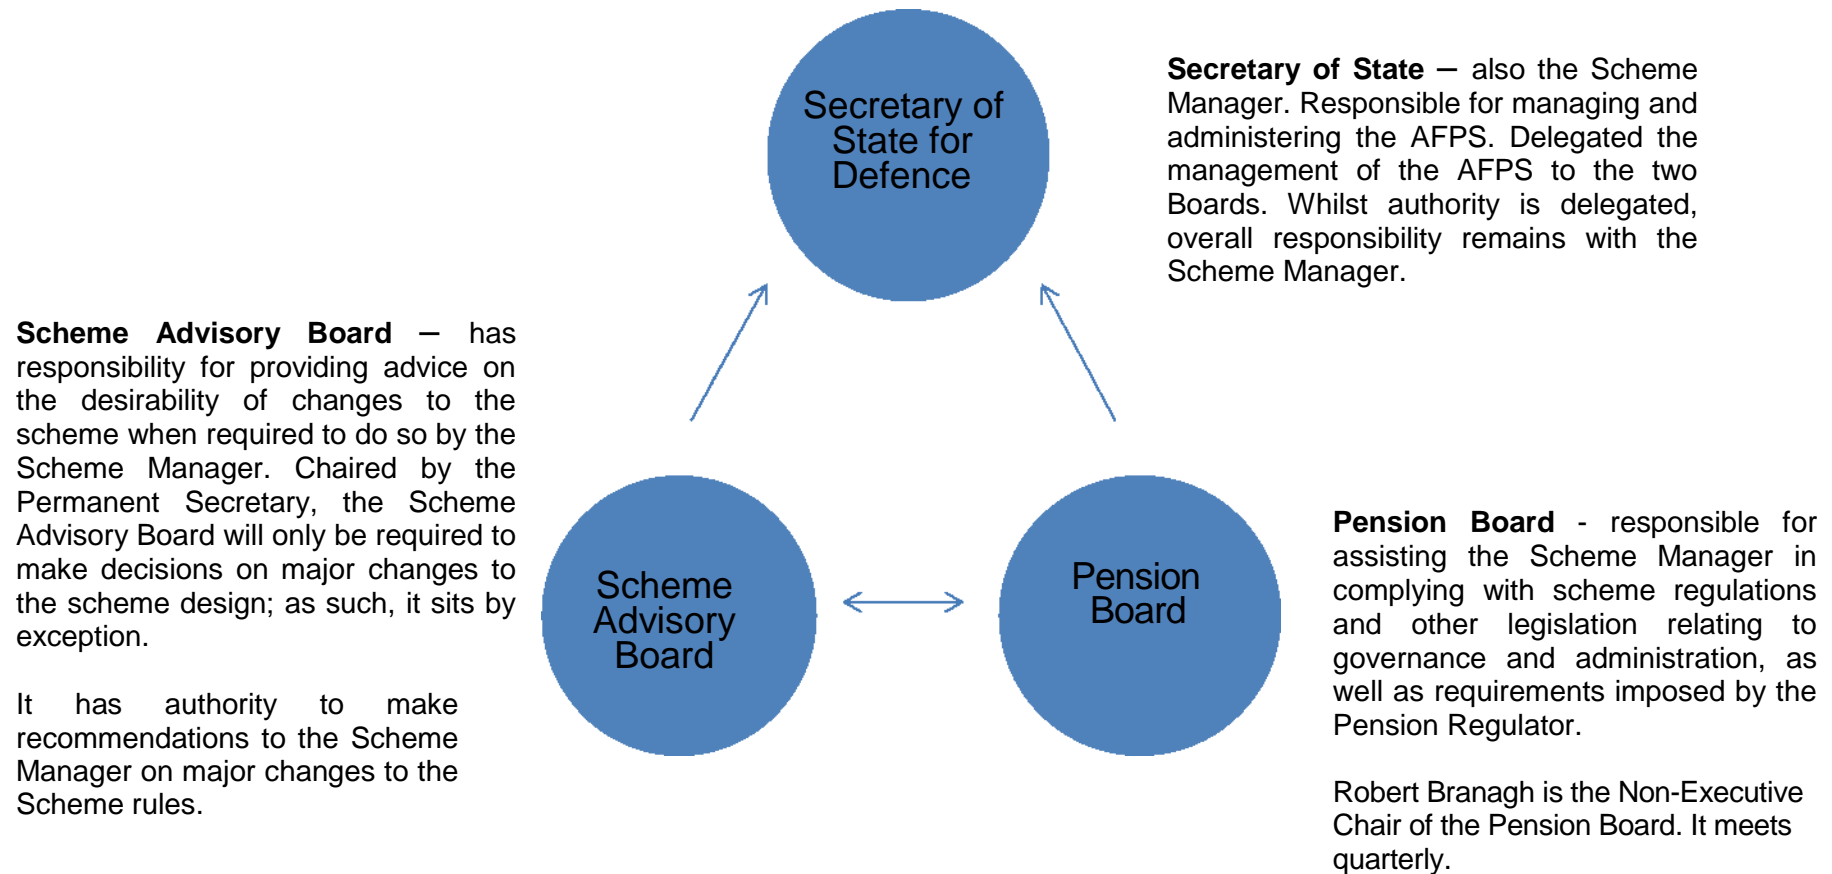 Secretary of
State for
Defence
Secretary of State – also the Scheme
Manager. Responsible for managing and
administering the AFPS. Delegated the
management of the AFPS to the two
Boards. Whilst authority is delegated,
overall responsibility remains with the
Scheme Manager.
Scheme Advisory Board – has
responsibility for providing advice on
the desirability of changes to the
scheme when required to do so by the
Scheme Manager. Chaired by the
Permanent Secretary, the Scheme
Advisory Board will only be required to
make decisions on major changes to
the scheme design; as such, it sits by
exception.
It has authority to make
recommendations to the Scheme
Manager on major changes to the
Scheme rules.
Scheme
Advisory
Board
Pension
Board
Pension Board - responsible for
assisting the Scheme Manager in
complying with scheme regulations
and other legislation relating to
governance and administration, as
well as requirements imposed by the
Pension Regulator.
Robert Branagh is the Non-Executive
Chair of the Pension Board. It meets
quarterly.